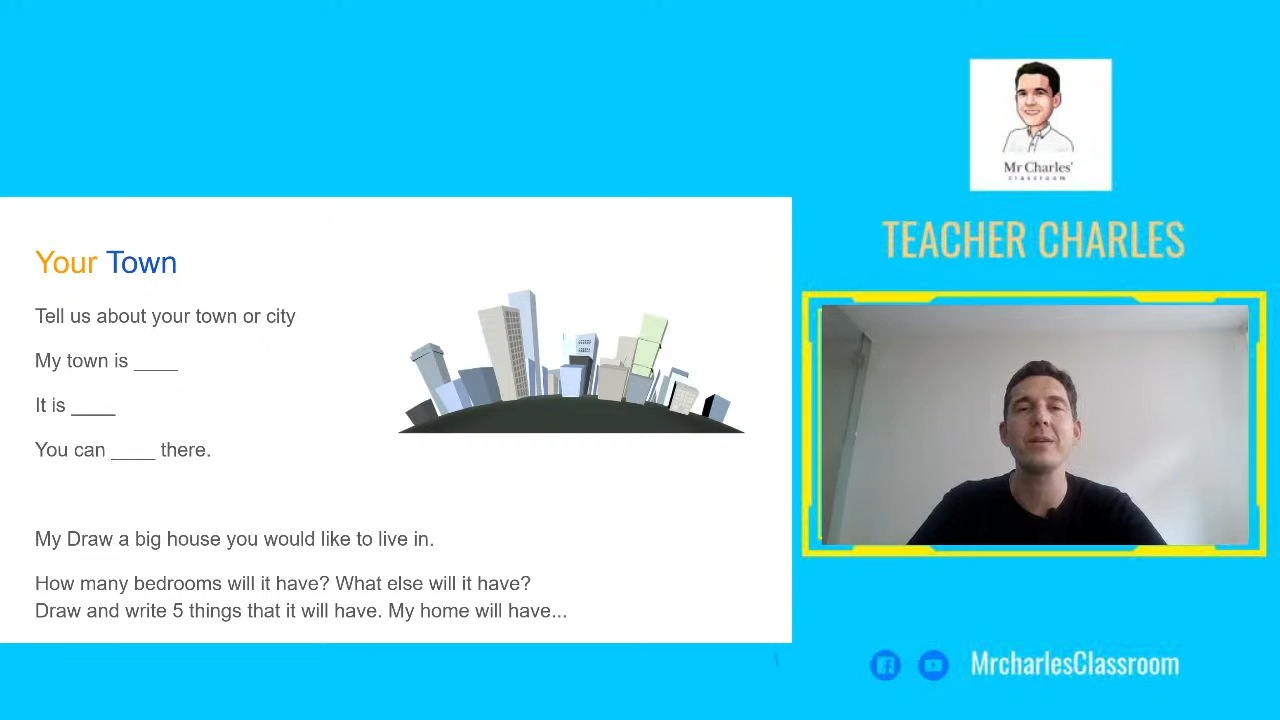 Mr Charles'
classroom
TEACHER CHARLES
Your Town
Tell us about your town or city
My town is ____
It is ____
You can ____ there.
My Draw a big house you would like to live in.
How many bedrooms will it have? What else will it have?
Draw and write 5 things that it will have. My home will have...
MrcharlesClassroom